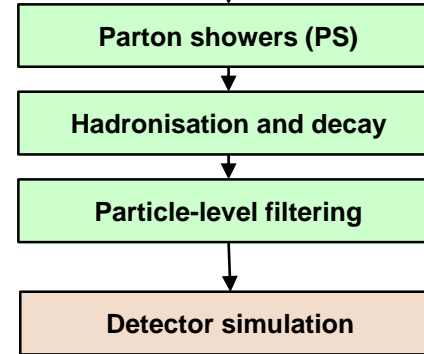 Parton showers (PS)
Hadronisation and decay
Particle-level filtering
Detector simulation